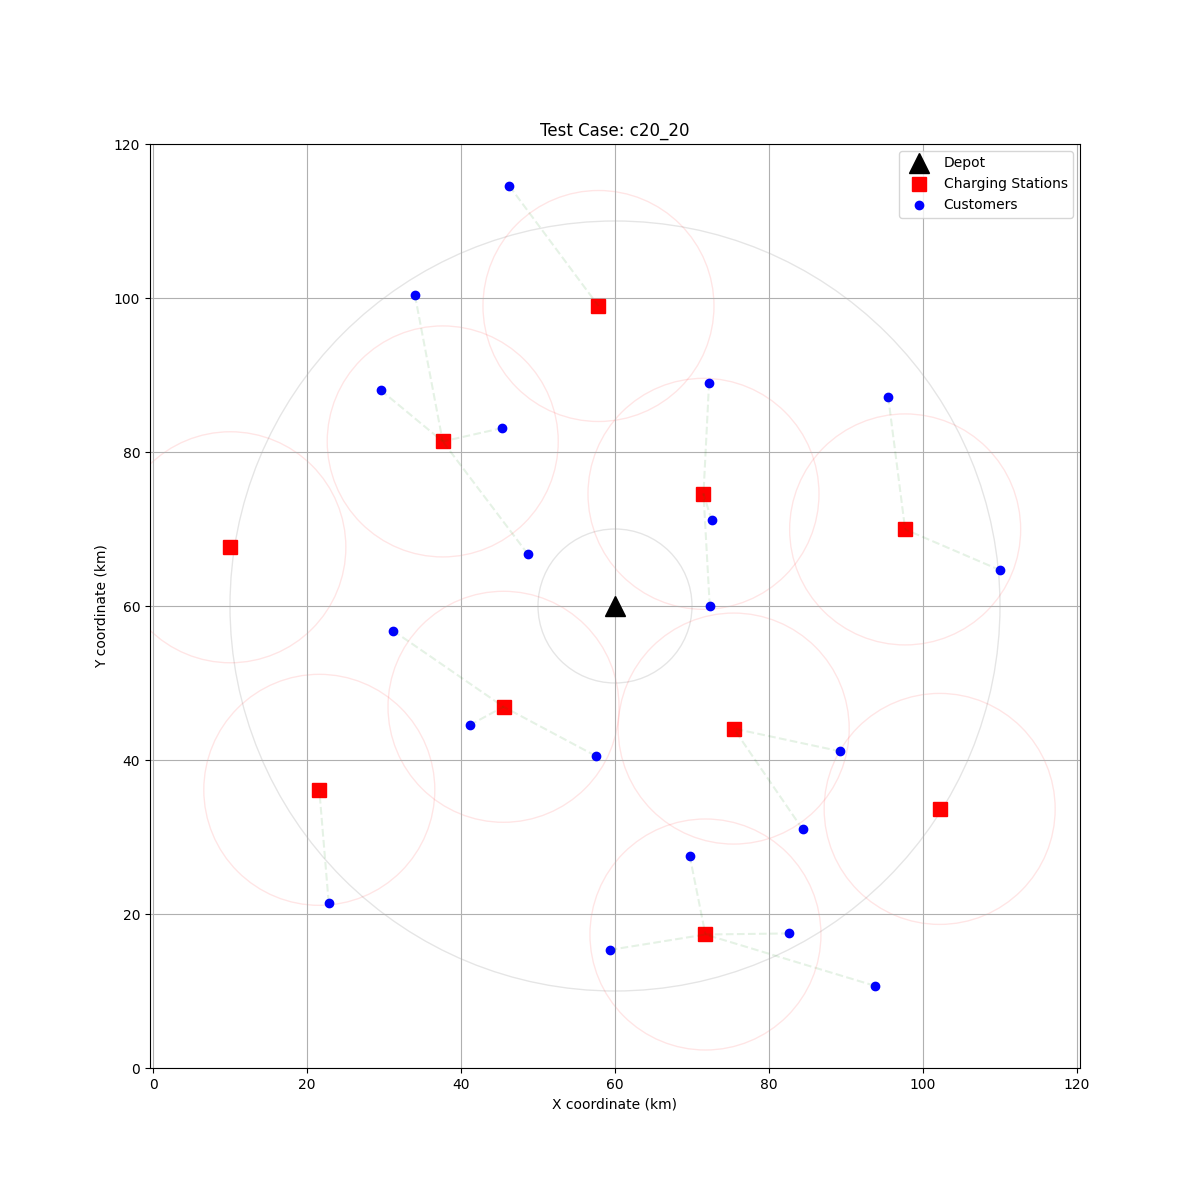 Test Case: c20_20
Depot
Charging Stations
Customers
120
100
80
60
40
20
0
Y coordinate (km)
0 20 40 60 80 100 120
X coordinate (km)